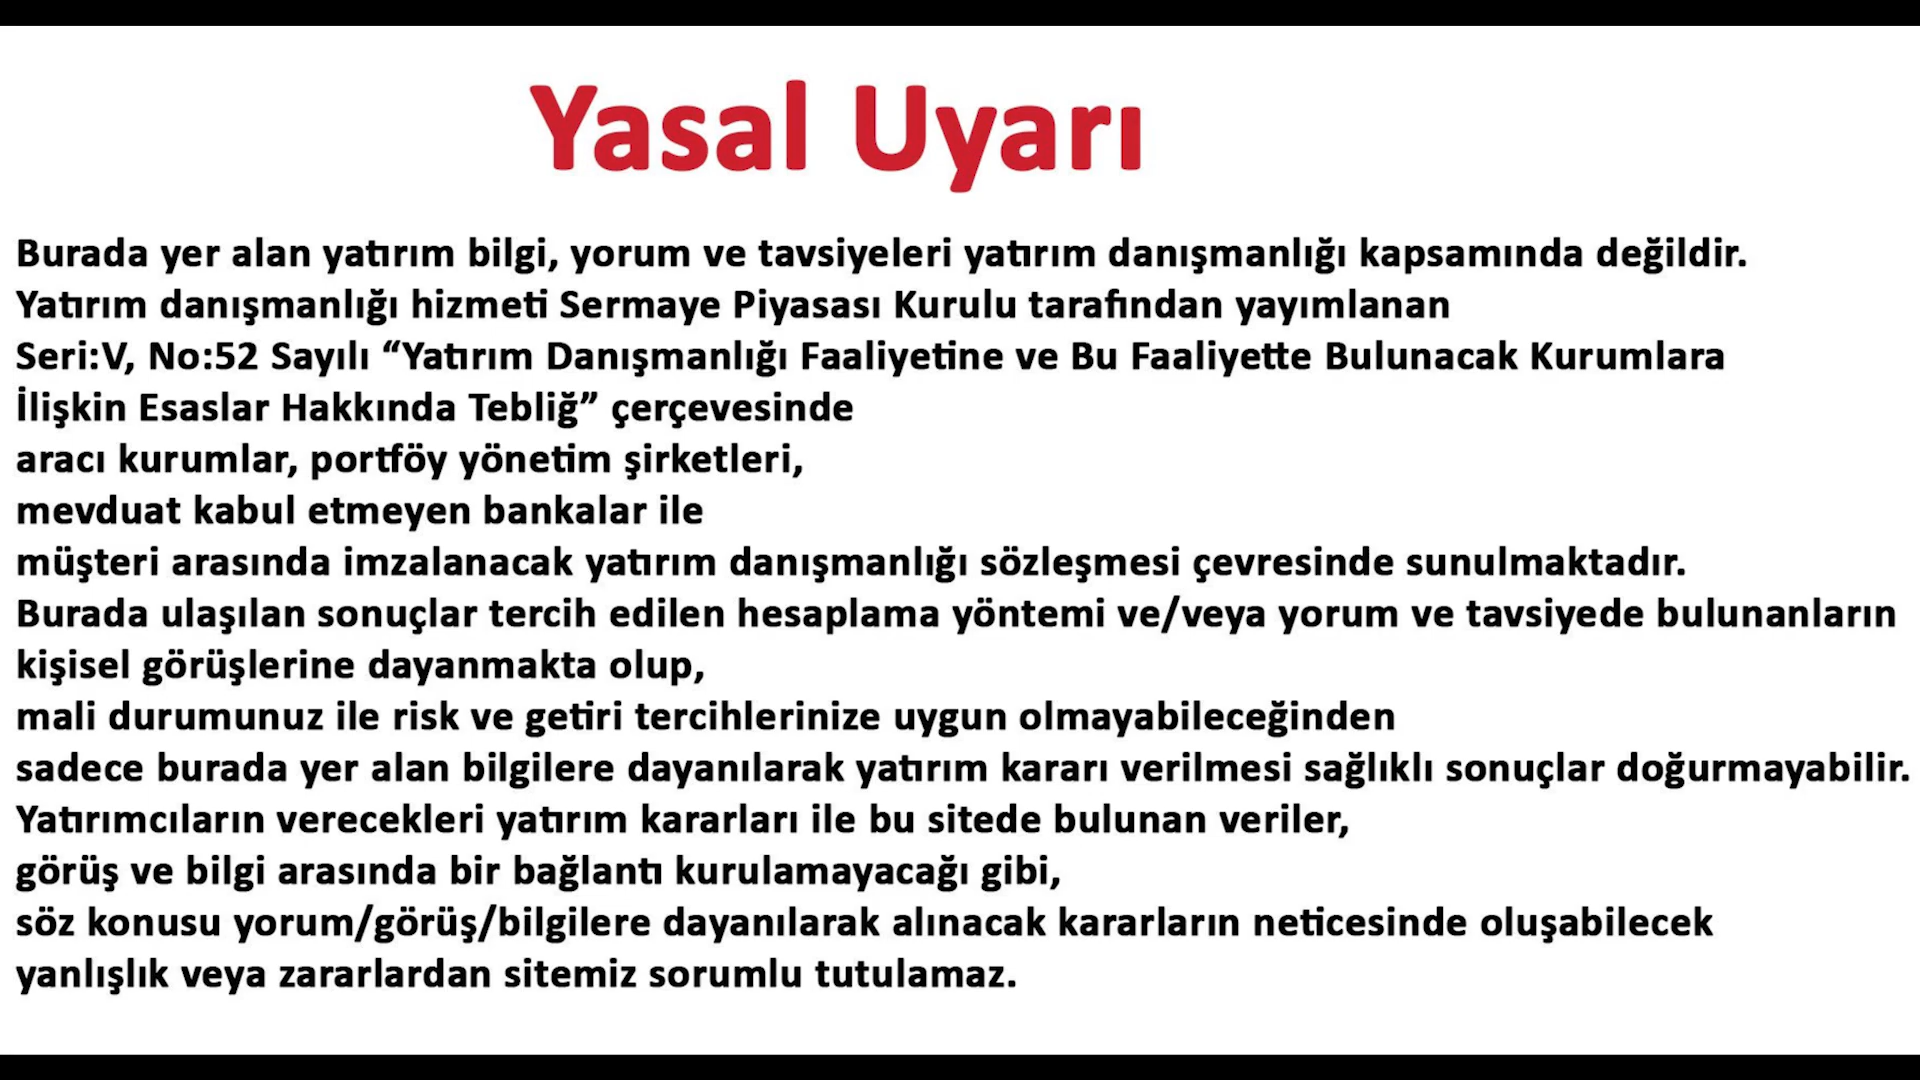 Yasal Uyarı
Burada yer alan yatırım bilgi, yorum ve tavsiyeleri yatırım danışmanlığı kapsamında değildir.
Yatırım danışmanlığı hizmeti Sermaye Piyasası Kurulu tarafından yayımlanan
Seri:V, No:52 Sayılı “Yatırım Danışmanlığı Faaliyetine ve Bu Faaliyette Bulunacak Kurumlara
İlişkin Esaslar Hakkında Tebliğ” çerçevesinde
aracı kurumlar, portföy yönetim şirketleri,
mevduat kabul etmeyen bankalar ile
müşteri arasında imzalanacak yatırım danışmanlığı sözleşmesi çevresinde sunulmaktadır.
Burada ulaşılan sonuçlar tercih edilen hesaplama yöntemi ve/veya yorum ve tavsiyede bulunanların
kişisel görüşlerine dayanmakta olup,
mali durumunuz ile risk ve getiri tercihlerinize uygun olmayabileceğinden
sadece burada yer alan bilgilere dayanılarak yatırım kararı verilmesi sağlıklı sonuçlar doğurmayabilir.
Yatırımcıların verecekleri yatırım kararları ile bu sitede bulunan veriler,
görüş ve bilgi arasında bir bağlantı kurulamayacağı gibi,
söz konusu yorum/görüş/bilgilere dayanılarak alınacak kararların neticesinde oluşabilecek
yanlışlık veya zararlardan sitemiz sorumlu tutulamaz.